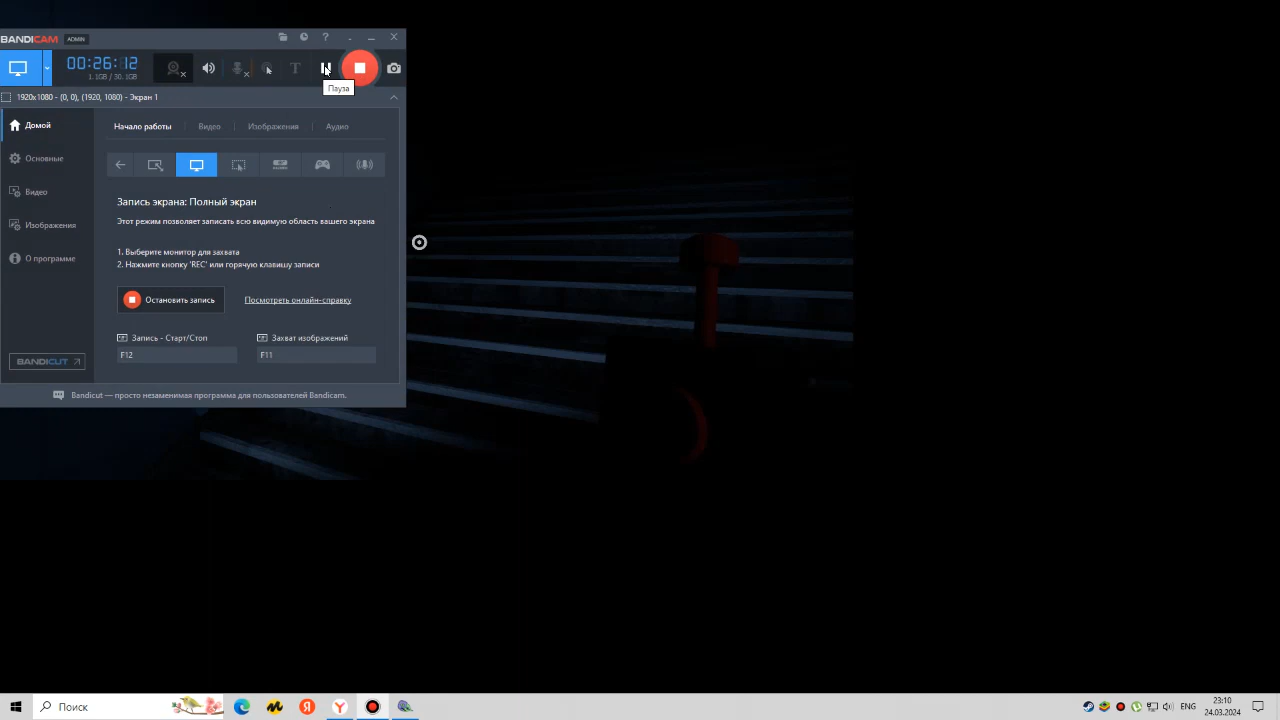 BANDICAM ADMIN
00:26:12
1.1GB / 30.9GB
Пауза
1920x1080 - (0, 0), (1920, 1080) - Экран 1
Домой
Основные
Видео
Изображения
О программе
BANDICUT
Начало работы Видео Изображения Аудио
Запись экрана: Полный экран
Этот режим позволяет записать всю видимую область вашего экрана
1. Выберите монитор для захвата
2. Нажмите кнопку 'REC' или горячую клавишу записи
Остановить запись Посмотреть онлайн-справку
Запись - Старт/Стоп Захват изображений
F12 F11
Bandicut — просто незаменимая программа для пользователей Bandicam.
Поиск
ENG
23:10
24.03.2024